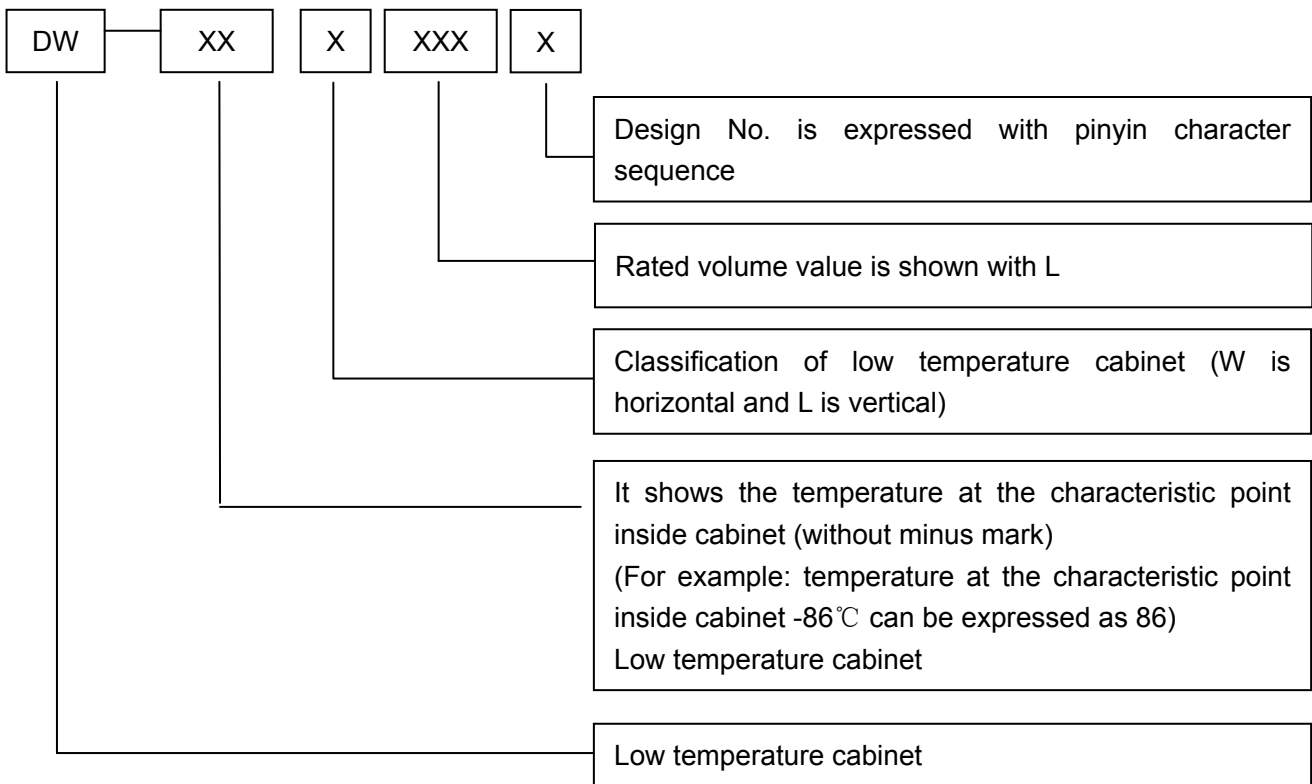 DW XX X XXX X
Design No. is expressed with pinyin character
sequence
Rated volume value is shown with L
Classification of low temperature cabinet (W is
horizontal and L is vertical)
It shows the temperature at the characteristic point
inside cabinet (without minus mark)
(For example: temperature at the characteristic point
inside cabinet -86℃ can be expressed as 86)
Low temperature cabinet
Low temperature cabinet